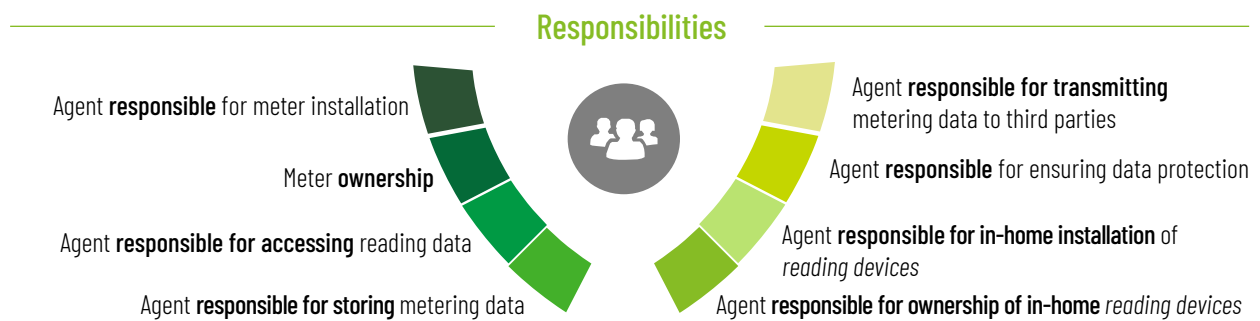 Responsibilities
Agent responsible for meter installation
Meter ownership
Agent responsible for accessing reading data
Agent responsible for storing metering data
Agent responsible for transmitting
metering data to third parties
Agent responsible for ensuring data protection
Agent responsible for in-home installation of
reading devices
Agent responsible for ownership of in-home reading devices